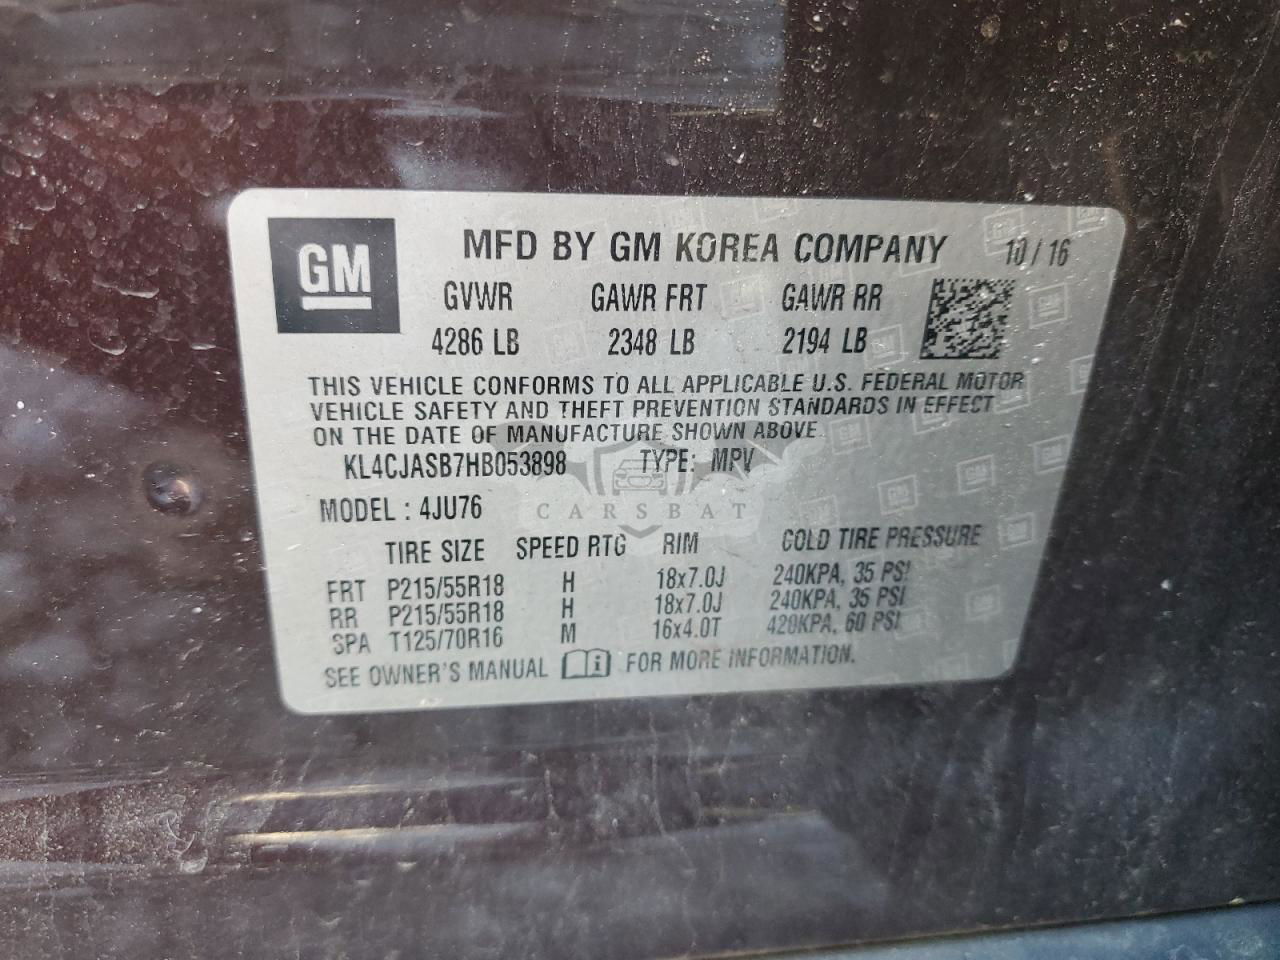 GM
MFD BY GM KOREA COMPANY 10/16
GVWR GAWR FRT GAWR RR
4286 LB 2348 LB 2194 LB
THIS VEHICLE CONFORMS TO ALL APPLICABLE U.S. FEDERAL MOTOR
VEHICLE SAFETY AND THEFT PREVENTION STANDARDS IN EFFECT
ON THE DATE OF MANUFACTURE SHOWN ABOVE.
KL4CJASB7HB053898 TYPE: MPV
CARSBAT
MODEL : 4JU76
TIRE SIZE SPEED RTG RIM COLD TIRE PRESSURE
FRT P215/55R18 H 18x7.0J 240KPA, 35 PSI
RR P215/55R18 H 18x7.0J 240KPA, 35 PSI
SPA T125/70R16 M 16x4.0T 420KPA, 60 PSI
SEE OWNER'S MANUAL FOR MORE INFORMATION.